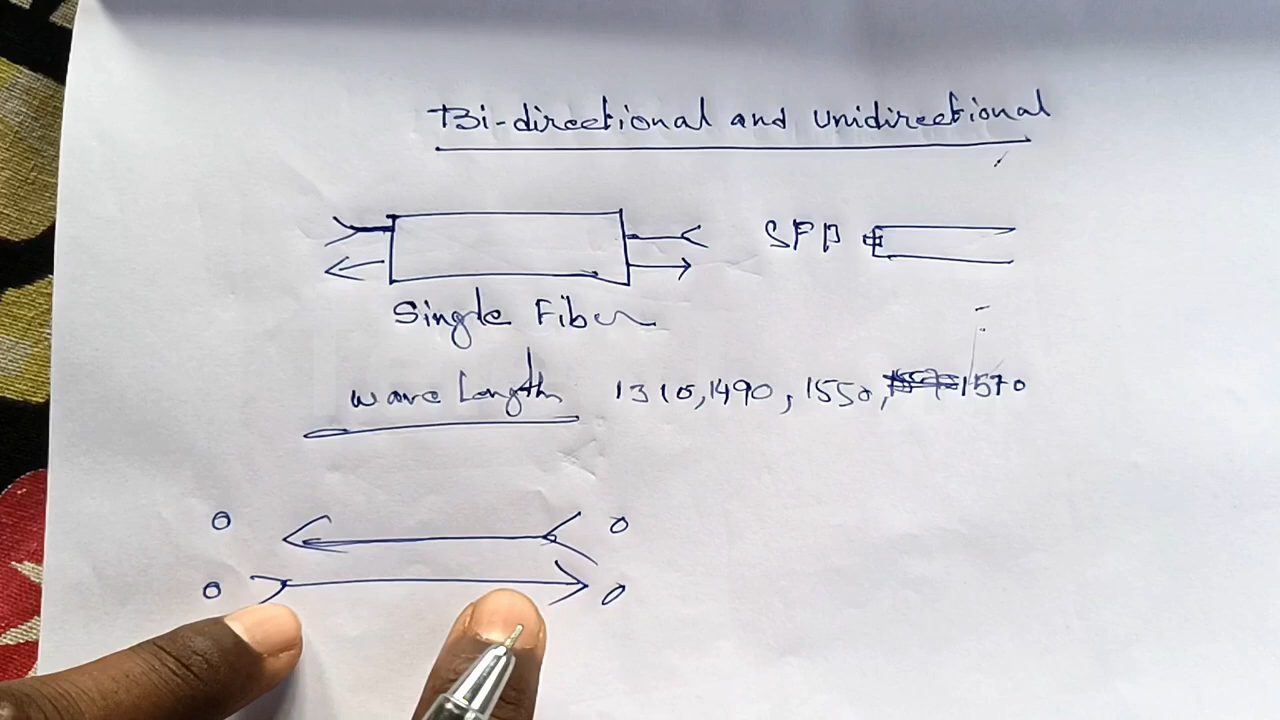 Bi-directional and unidirectional
SFP
Single Fiber
wave Length 1310, 1490, 1550, 1570
o o
o o